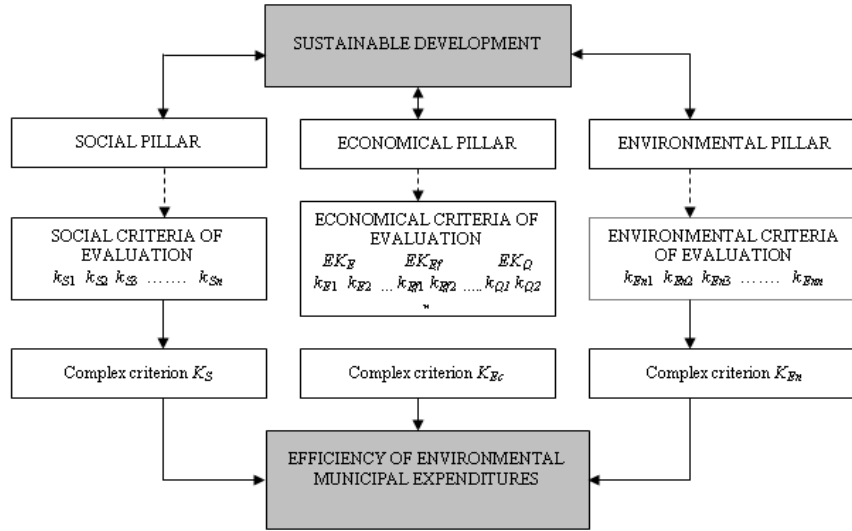 SUSTAINABLE DEVELOPMENT
SOCIAL PILLAR
ECONOMICAL PILLAR
ENVIRONMENTAL PILLAR
SOCIAL CRITERIA OF
EVALUATION
kS1 kS2 kS3 ....... kSn
ECONOMICAL CRITERIA OF
EVALUATION
EKE EKEf EKQ
kE1 kE2 ... kEf1 kEf2 ..... kQ1 kQ2
ENVIRONMENTAL CRITERIA
OF EVALUATION
kEn1 kEn2 kEn3 ....... kEnn
Complex criterion KS
Complex criterion KEc
Complex criterion KEn
EFFICIENCY OF ENVIRONMENTAL
MUNICIPAL EXPENDITURES